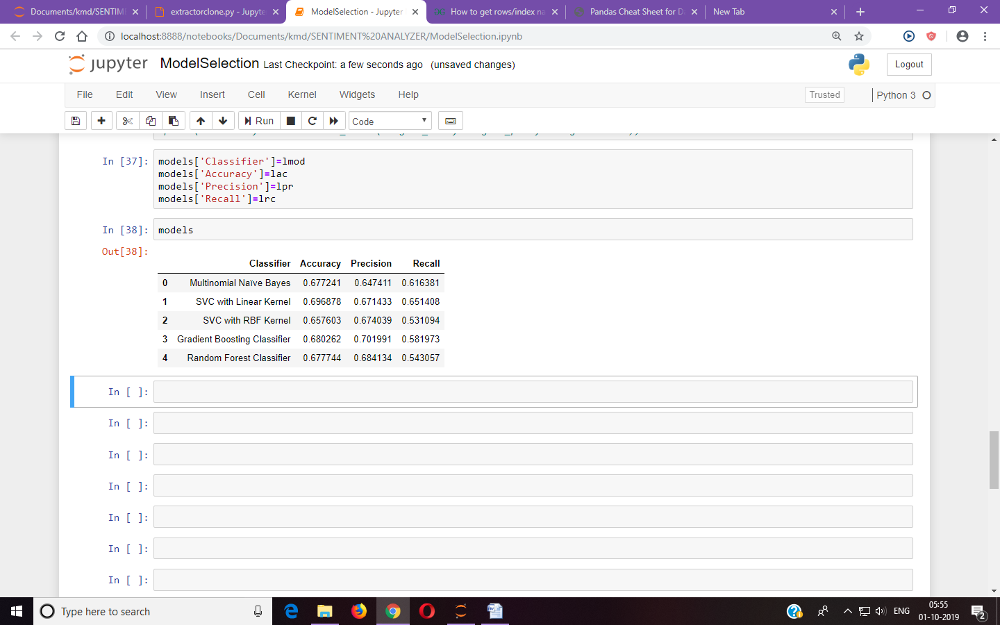 Documents/kmd/SENTIM
extractorclone.py - Jupyte
ModelSelection - Jupyter
How to get rows/index na
Pandas Cheat Sheet for D
New Tab
localhost:8888/notebooks/Documents/kmd/SENTIMENT%20ANALYZER/ModelSelection.ipynb
jupyter ModelSelection Last Checkpoint: a few seconds ago (unsaved changes)
Logout
File Edit View Insert Cell Kernel Widgets Help
Trusted
Python 3
Run
Code
In [37]: models['Classifier']=lmod
models['Accuracy']=lac
models['Precision']=lpr
models['Recall']=lrc
In [38]: models
Out[38]:
Classifier Accuracy Precision Recall
0 Multinomial Naïve Bayes 0.677241 0.647411 0.616381
1 SVC with Linear Kernel 0.696878 0.671433 0.651408
2 SVC with RBF Kernel 0.657603 0.674039 0.531094
3 Gradient Boosting Classifier 0.680262 0.701991 0.581973
4 Random Forest Classifier 0.677744 0.684134 0.543057
In [ ]:
In [ ]:
In [ ]:
In [ ]:
In [ ]:
In [ ]:
In [ ]:
Type here to search
ENG
05:55
01-10-2019
2